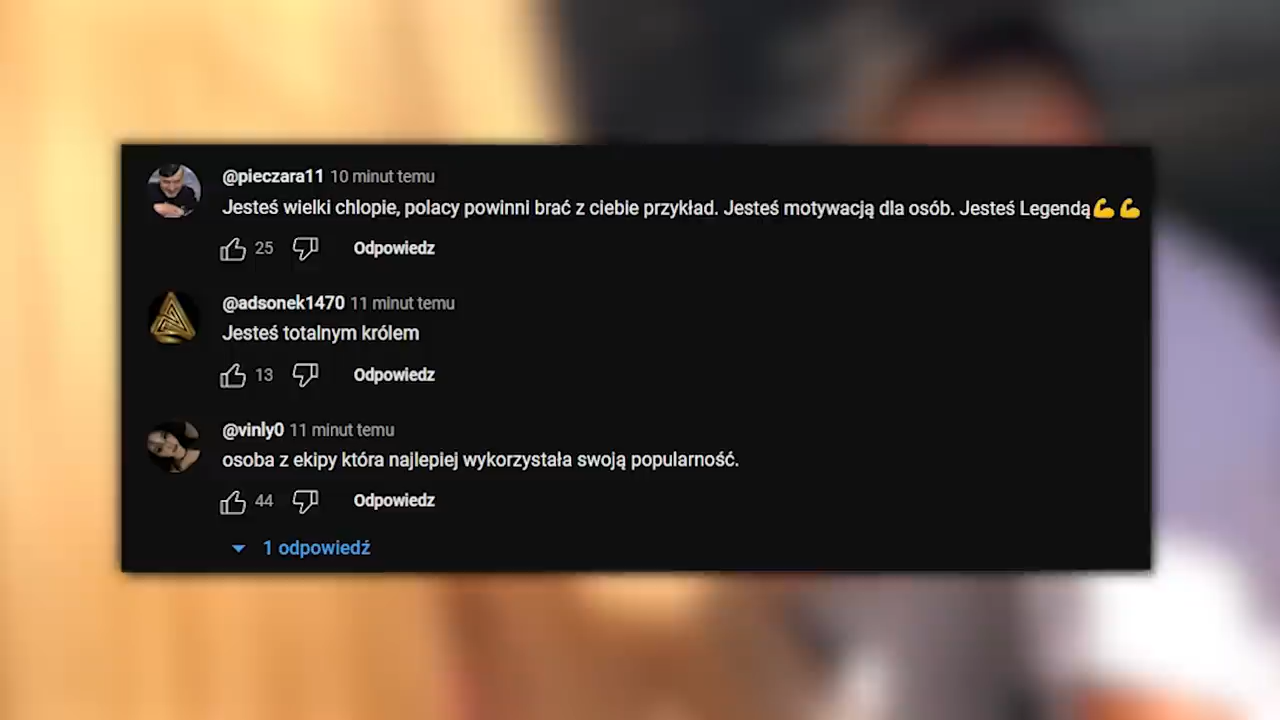 @pieczara11 10 minut temu
Jesteś wielki chlopie, polacy powinni brać z ciebie przykład. Jesteś motywacją dla osób. Jesteś Legendą💪💪
25 Odpowiedz
@adsonek1470 11 minut temu
Jesteś totalnym królem
13 Odpowiedz
@vinly0 11 minut temu
osoba z ekipy która najlepiej wykorzystała swoją popularność.
44 Odpowiedz
1 odpowiedź